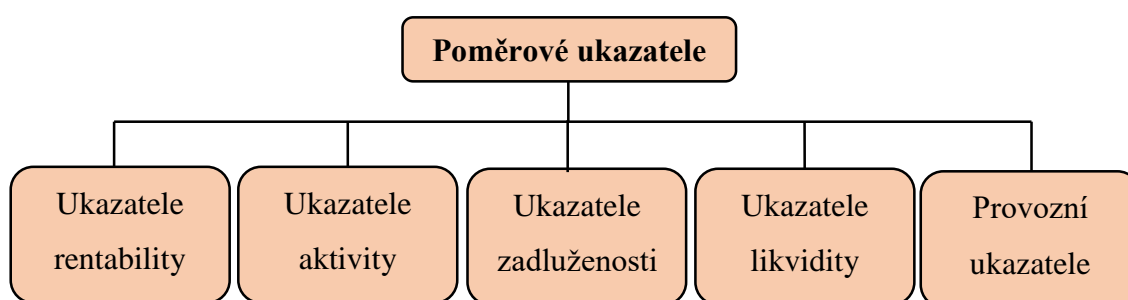 Poměrové ukazatele
Ukazatele
rentability
Ukazatele
aktivity
Ukazatele
zadluženosti
Ukazatele
likvidity
Provozní
ukazatele